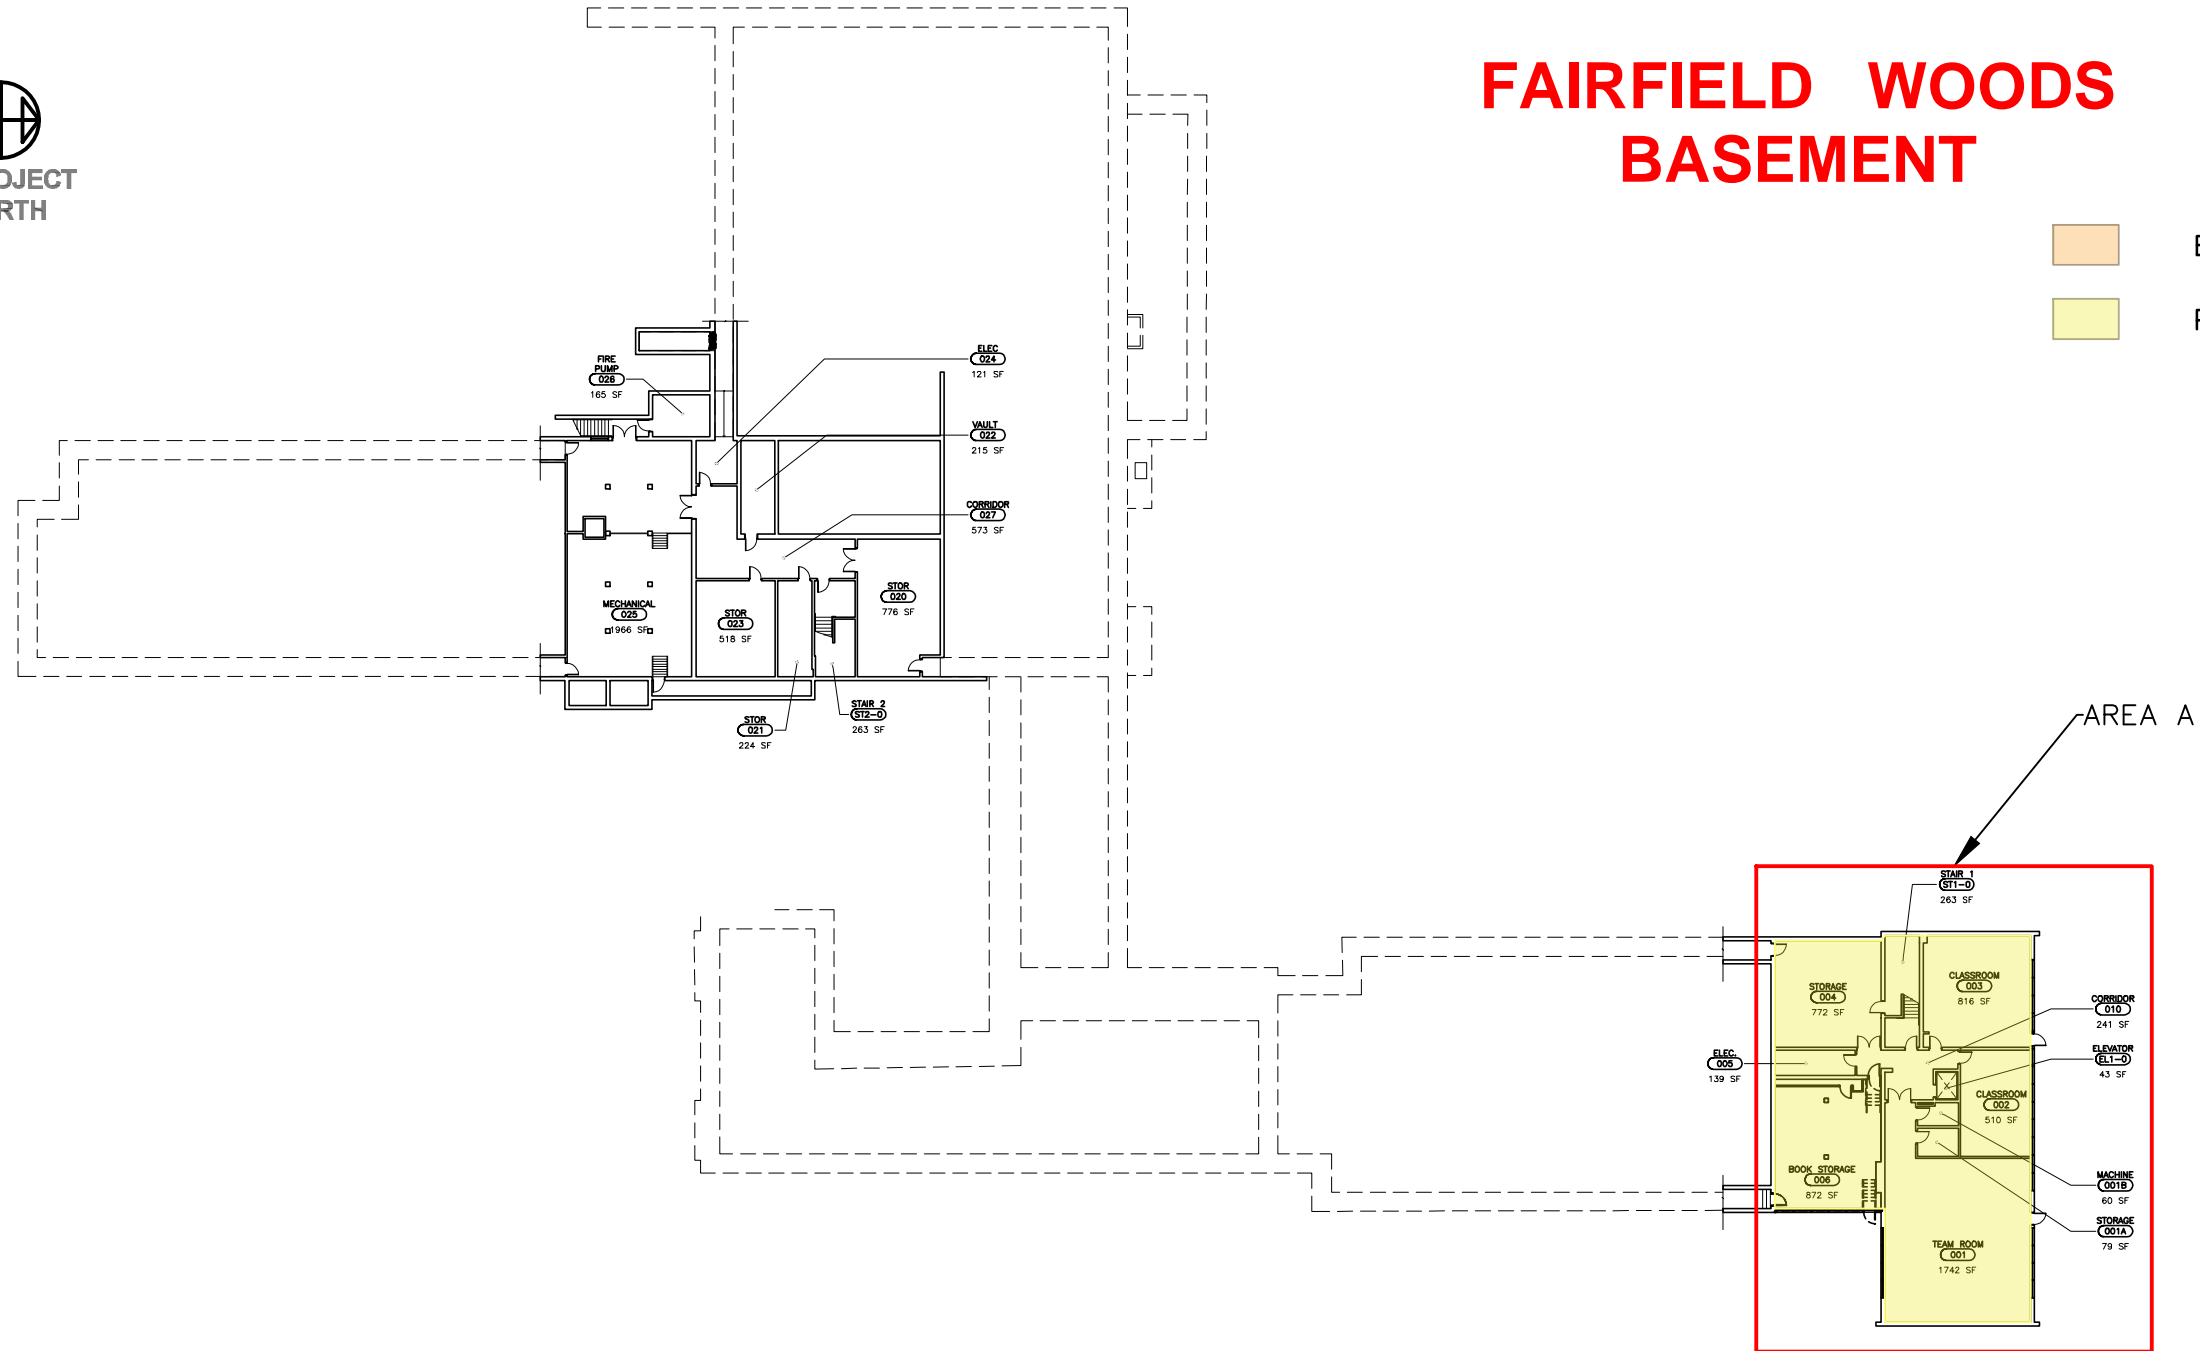 FAIRFIELD WOODS
BASEMENT
OJECT
RTH
ELEC
024
121 SF
FIRE
PUMP
026
165 SF
VAULT
022
215 SF
CORRIDOR
027
573 SF
STOR
020
776 SF
MECHANICAL
025
1966 SF
STOR
023
518 SF
STOR
021
224 SF
STAIR 2
ST2-0
263 SF
AREA A
STAIR 1
ST1-0
263 SF
CLASSROOM
003
816 SF
STORAGE
004
772 SF
CORRIDOR
010
241 SF
ELEC.
005
139 SF
ELEVATOR
EL1-0
43 SF
CLASSROOM
002
510 SF
BOOK STORAGE
006
872 SF
MACHINE
001B
60 SF
STORAGE
001A
79 SF
TEAM ROOM
001
1742 SF